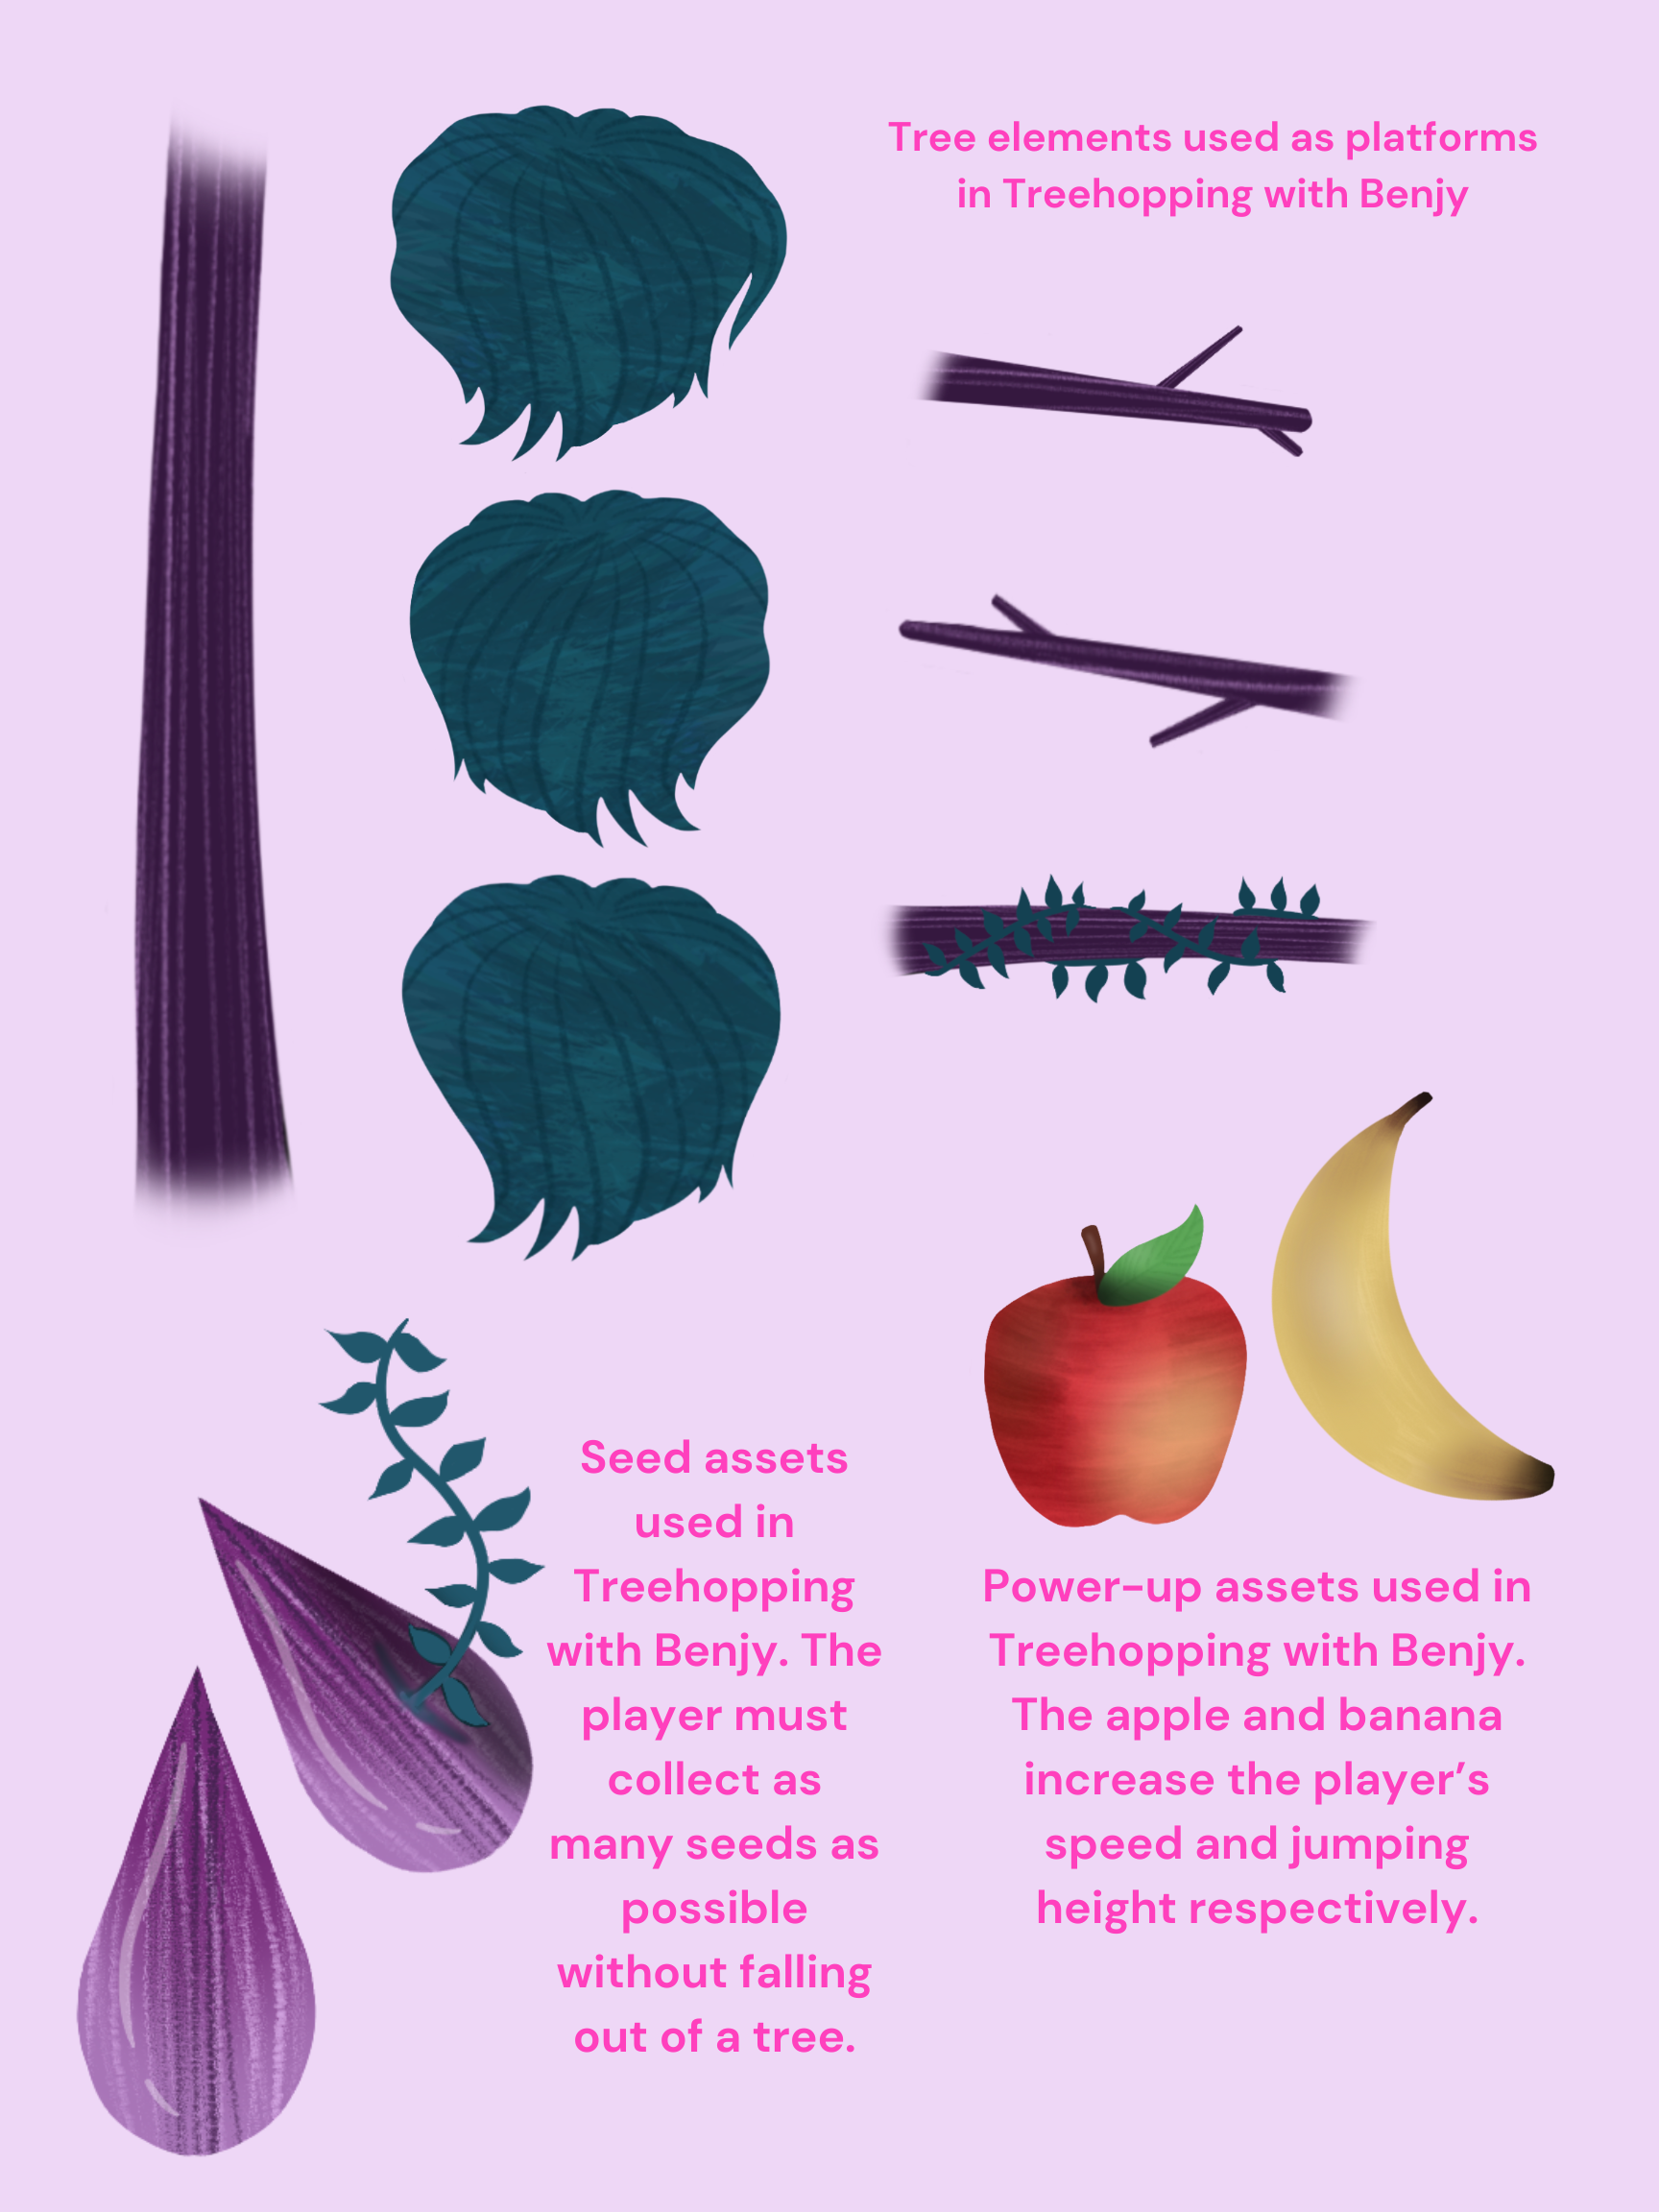 Tree elements used as platforms
in Treehopping with Benjy
Seed assets
used in
Treehopping
with Benjy. The
player must
collect as
many seeds as
possible
without falling
out of a tree.
Power-up assets used in
Treehopping with Benjy.
The apple and banana
increase the player’s
speed and jumping
height respectively.